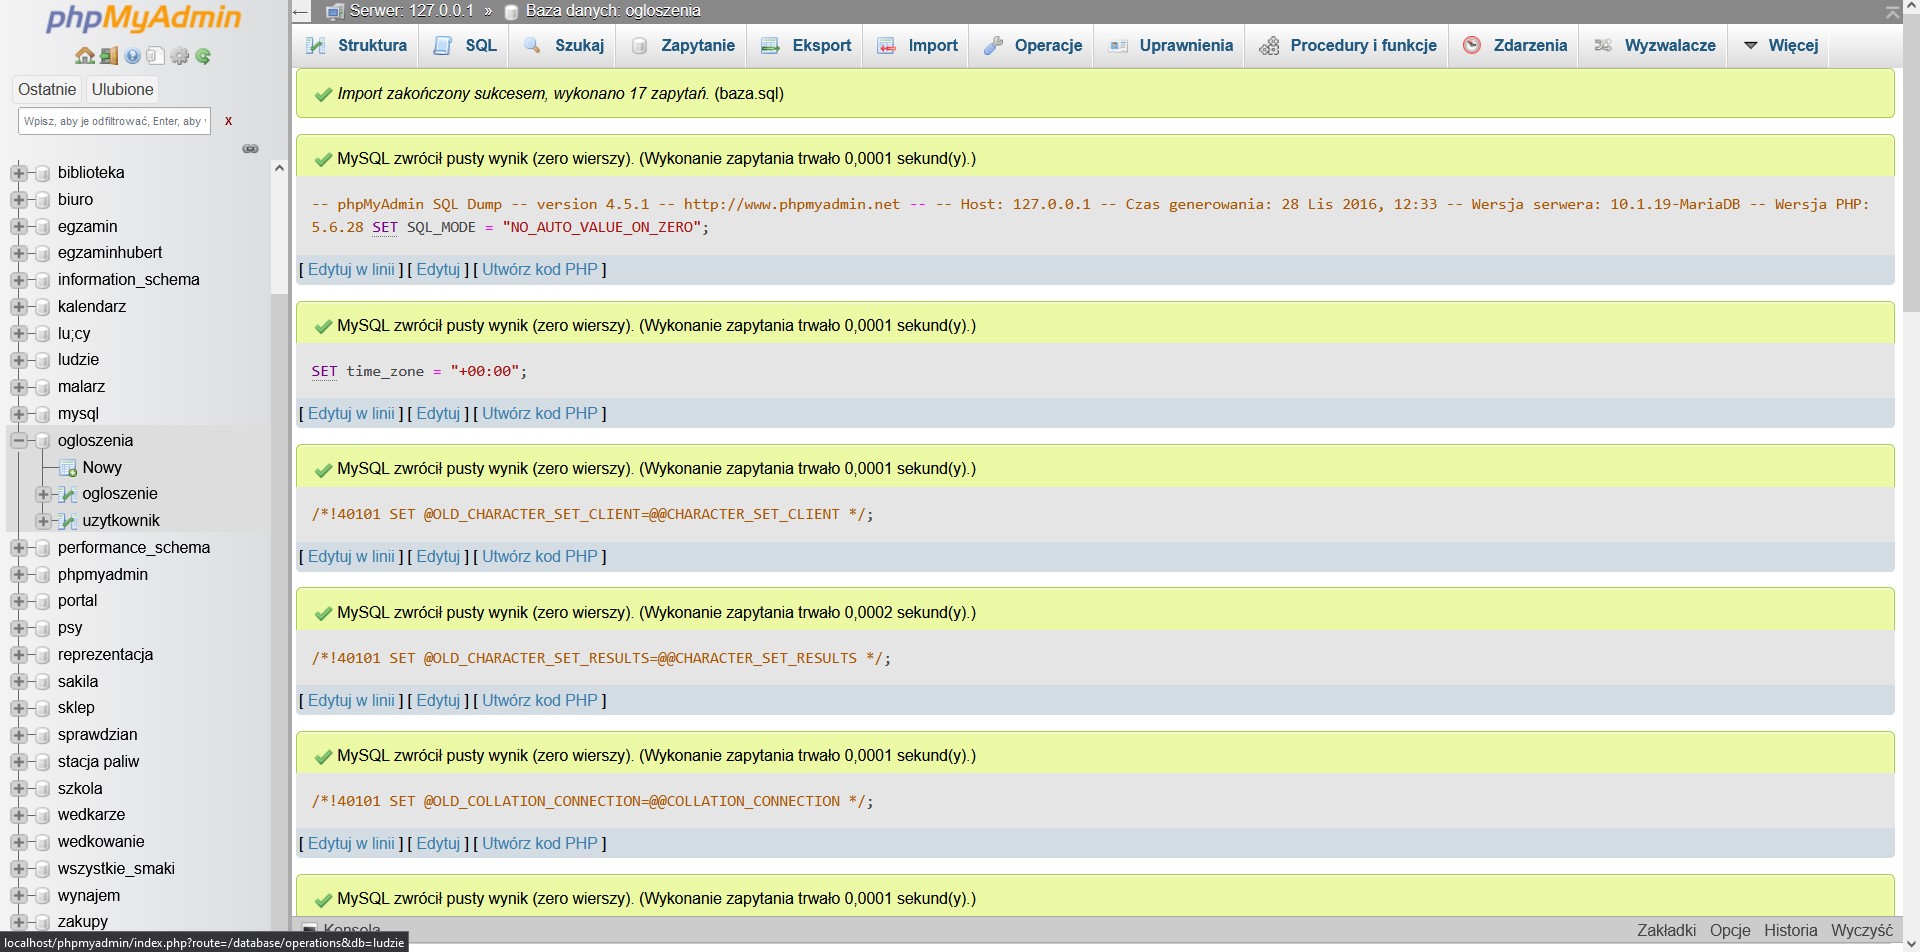 phpMyAdmin
Ostatnie Ulubione
Wpisz, aby je odfiltrować, Enter, aby X
biblioteka
biuro
egzamin
egzaminhubert
information_schema
kalendarz
lu;cy
ludzie
malarz
mysql
ogloszenia
Nowy
ogloszenie
uzytkownik
performance_schema
phpmyadmin
portal
psy
reprezentacja
sakila
sklep
sprawdzian
stacja paliw
szkola
wedkarze
wedkowanie
wszystkie_smaki
wynajem
zakupy
localhost/phpmyadmin/index.php?route=/database/operations&db=ludzie
Serwer: 127.0.0.1 » Baza danych: ogloszenia
Struktura SQL Szukaj Zapytanie Eksport Import Operacje Uprawnienia Procedury i funkcje Zdarzenia Wyzwalacze Więcej
Import zakończony sukcesem, wykonano 17 zapytań. (baza.sql)
MySQL zwrócił pusty wynik (zero wierszy). (Wykonanie zapytania trwało 0,0001 sekund(y).)
-- phpMyAdmin SQL Dump -- version 4.5.1 -- http://www.phpmyadmin.net -- -- Host: 127.0.0.1 -- Czas generowania: 28 Lis 2016, 12:33 -- Wersja serwera: 10.1.19-MariaDB -- Wersja PHP:
5.6.28 SET SQL_MODE = "NO_AUTO_VALUE_ON_ZERO";
[ Edytuj w linii ] [ Edytuj ] [ Utwórz kod PHP ]
MySQL zwrócił pusty wynik (zero wierszy). (Wykonanie zapytania trwało 0,0001 sekund(y).)
SET time_zone = "+00:00";
[ Edytuj w linii ] [ Edytuj ] [ Utwórz kod PHP ]
MySQL zwrócił pusty wynik (zero wierszy). (Wykonanie zapytania trwało 0,0001 sekund(y).)
/*!40101 SET @OLD_CHARACTER_SET_CLIENT=@@CHARACTER_SET_CLIENT */;
[ Edytuj w linii ] [ Edytuj ] [ Utwórz kod PHP ]
MySQL zwrócił pusty wynik (zero wierszy). (Wykonanie zapytania trwało 0,0002 sekund(y).)
/*!40101 SET @OLD_CHARACTER_SET_RESULTS=@@CHARACTER_SET_RESULTS */;
[ Edytuj w linii ] [ Edytuj ] [ Utwórz kod PHP ]
MySQL zwrócił pusty wynik (zero wierszy). (Wykonanie zapytania trwało 0,0001 sekund(y).)
/*!40101 SET @OLD_COLLATION_CONNECTION=@@COLLATION_CONNECTION */;
[ Edytuj w linii ] [ Edytuj ] [ Utwórz kod PHP ]
MySQL zwrócił pusty wynik (zero wierszy). (Wykonanie zapytania trwało 0,0001 sekund(y).)
Konsola Zakładki Opcje Historia Wyczyść